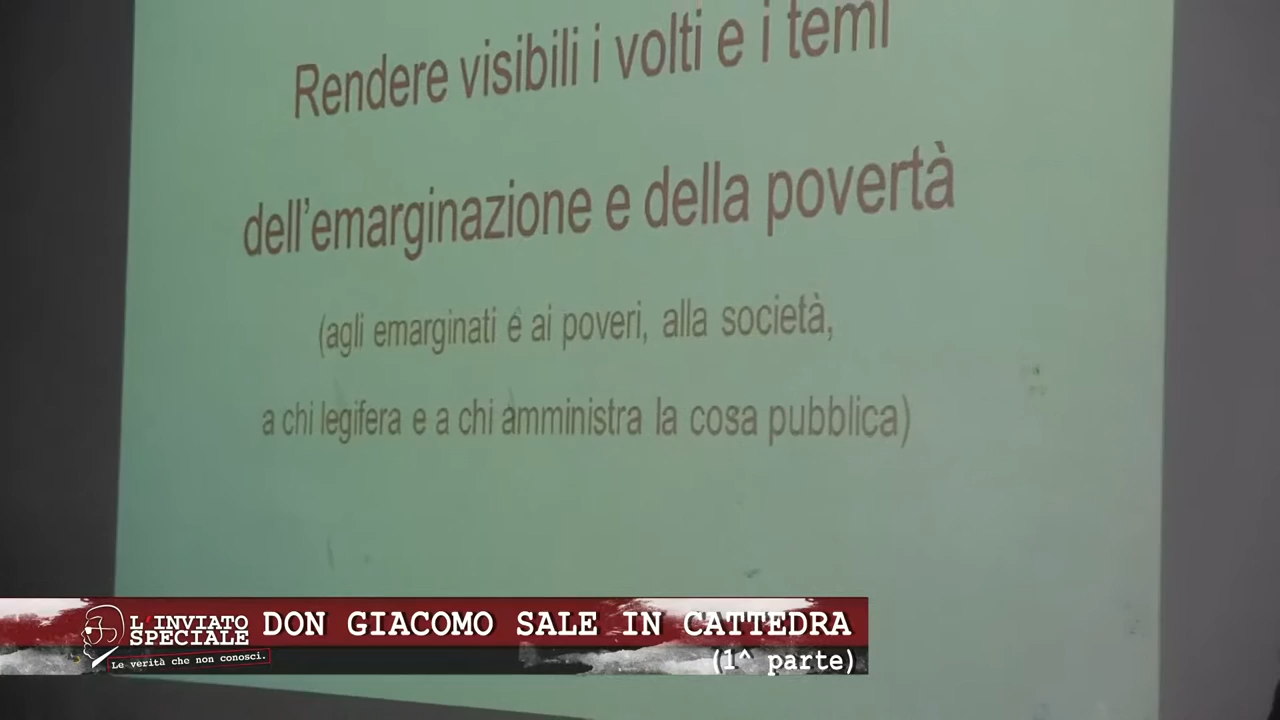 Rendere visibili i volti e i temi
dell'emarginazione e della povertà
(agli emarginati e ai poveri, alla società,
a chi legifera e a chi amministra la cosa pubblica)
L'INVIATO
SPECIALE
Le verità che non conosci.
DON GIACOMO SALE IN CATTEDRA
(1^ parte)